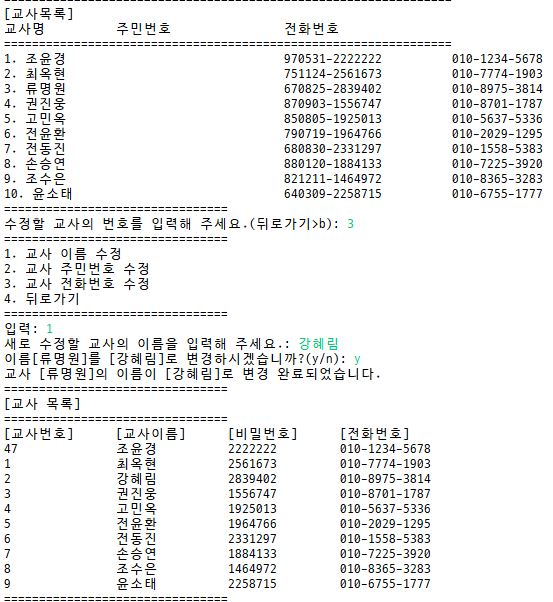 ================================================================
[교사목록]
교사명 주민번호 전화번호
================================================================
1. 조윤경 970531-2222222 010-1234-5678
2. 최옥현 751124-2561673 010-7774-1903
3. 류명원 670825-2839402 010-8975-3814
4. 권진웅 870903-1556747 010-8701-1787
5. 고민옥 850805-1925013 010-5637-5336
6. 전윤환 790719-1964766 010-2029-1295
7. 전동진 680830-2331297 010-1558-5383
8. 손승연 880120-1884133 010-7225-3920
9. 조수은 821211-1464972 010-8365-3283
10. 윤소태 640309-2258715 010-6755-1777
================================
수정할 교사의 번호를 입력해 주세요.(뒤로가기>b): 3
================================
1. 교사 이름 수정
2. 교사 주민번호 수정
3. 교사 전화번호 수정
4. 뒤로가기
================================
입력: 1
새로 수정할 교사의 이름을 입력해 주세요.: 강혜림
이름[류명원]를 [강혜림]로 변경하시겠습니까?(y/n): y
교사 [류명원]의 이름이 [강혜림]로 변경 완료되었습니다.
================================
[교사 목록]
================================
[교사번호] [교사이름] [비밀번호] [전화번호]
47 조윤경 2222222 010-1234-5678
1 최옥현 2561673 010-7774-1903
2 강혜림 2839402 010-8975-3814
3 권진웅 1556747 010-8701-1787
4 고민옥 1925013 010-5637-5336
5 전윤환 1964766 010-2029-1295
6 전동진 2331297 010-1558-5383
7 손승연 1884133 010-7225-3920
8 조수은 1464972 010-8365-3283
9 윤소태 2258715 010-6755-1777
================================